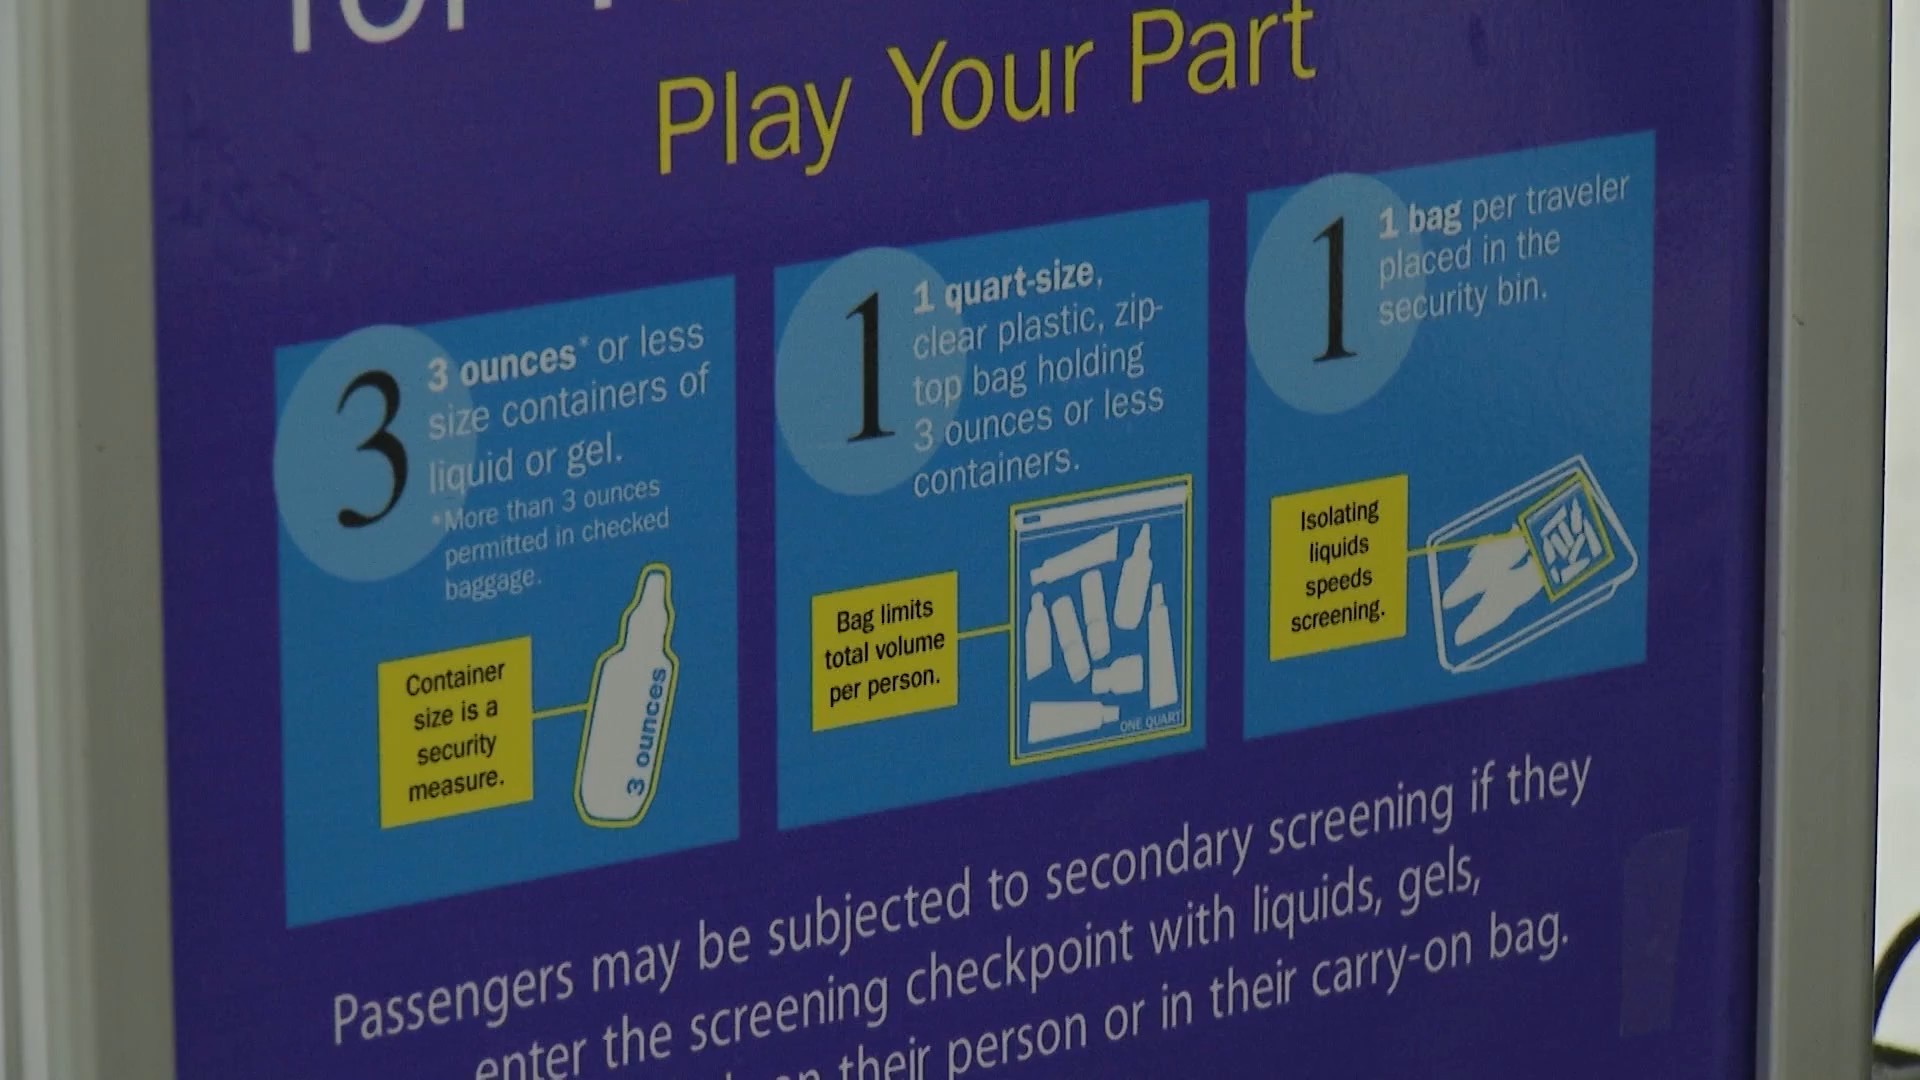 Play Your Part
3
3 ounces* or less
size containers of
liquid or gel.
*More than 3 ounces
permitted in checked
baggage.
Container
size is a
security
measure.
3 ounces
1
1 quart-size,
clear plastic, zip-
top bag holding
3 ounces or less
containers.
Bag limits
total volume
per person.
ONE QUART
1
1 bag per traveler
placed in the
security bin.
Isolating
liquids
speeds
screening.
Passengers may be subjected to secondary screening if they
enter the screening checkpoint with liquids, gels,
their person or in their carry-on bag.